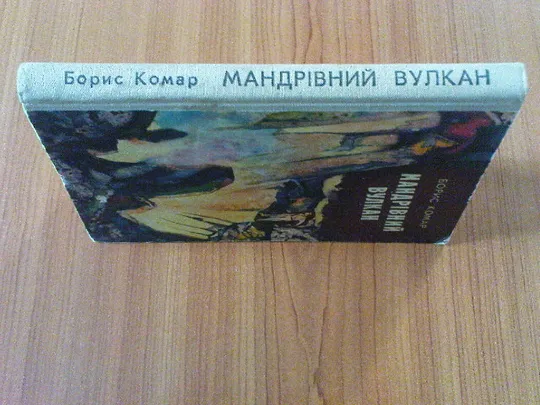 Борис Комар МАНДРІВНИЙ ВУЛКАН
БОРИС КОМАР
МАНДРІВНИЙ
ВУЛКАН